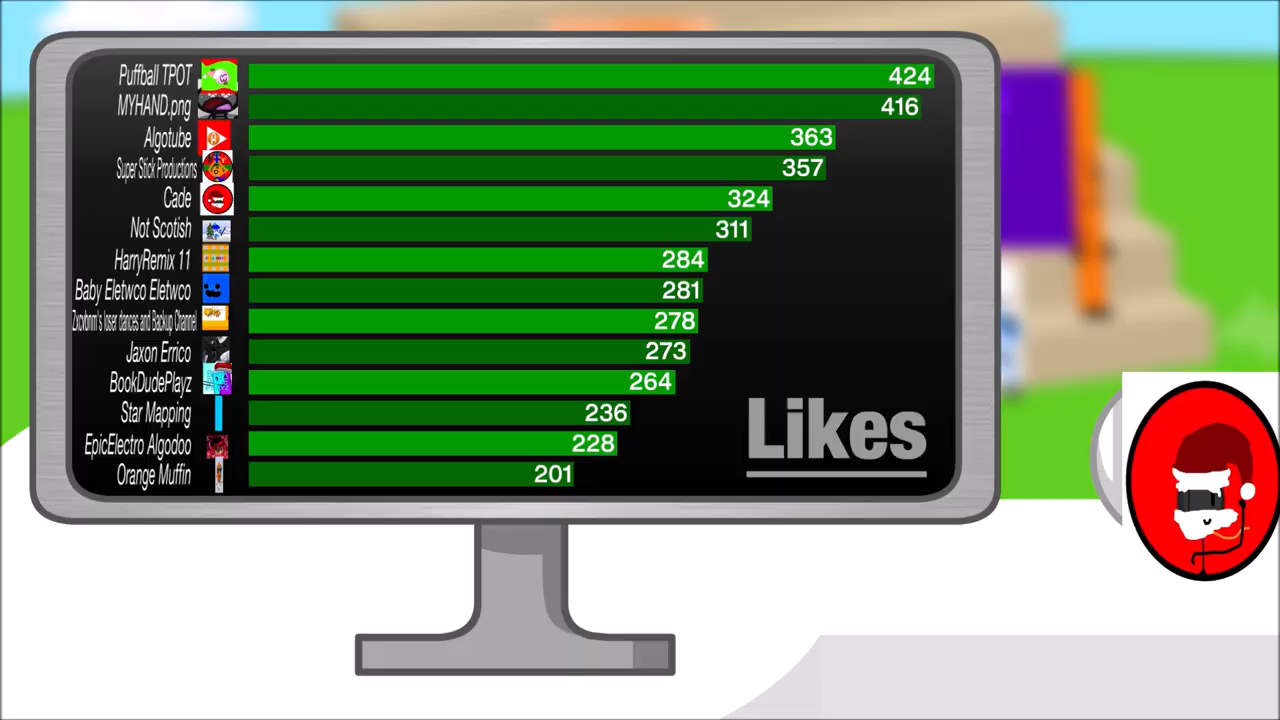 Puffball TPOT 424
MYHAND.png 416
Algotube 363
Super Stick Productions 357
Cade 324
Not Scotish 311
HarryRemix 11 284
Baby Eletwco Eletwco 281
loser dances and Backup Channel 278
Jaxon Errico 273
BookDudePlayz 264
Star Mapping 236
EpicElectro Algodoo 228
Orange Muffin 201
Likes